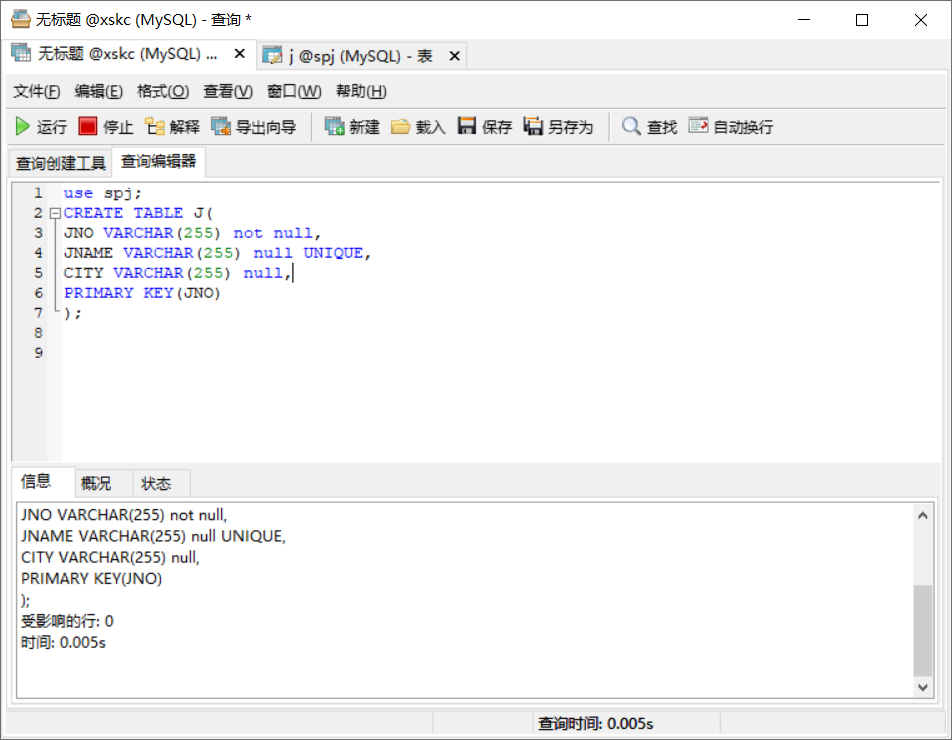 无标题 @xskc (MySQL) - 查询 *
无标题 @xskc (MySQL) ... j @spj (MySQL) - 表
文件(F) 编辑(E) 格式(O) 查看(V) 窗口(W) 帮助(H)
运行 停止 解释 导出向导 新建 载入 保存 另存为 查找 自动换行
查询创建工具 查询编辑器
1 use spj;
2 CREATE TABLE J(
3 JNO VARCHAR(255) not null,
4 JNAME VARCHAR(255) null UNIQUE,
5 CITY VARCHAR(255) null,
6 PRIMARY KEY(JNO)
7 );
8
9
信息 概况 状态
JNO VARCHAR(255) not null,
JNAME VARCHAR(255) null UNIQUE,
CITY VARCHAR(255) null,
PRIMARY KEY(JNO)
);
受影响的行: 0
时间: 0.005s
查询时间: 0.005s